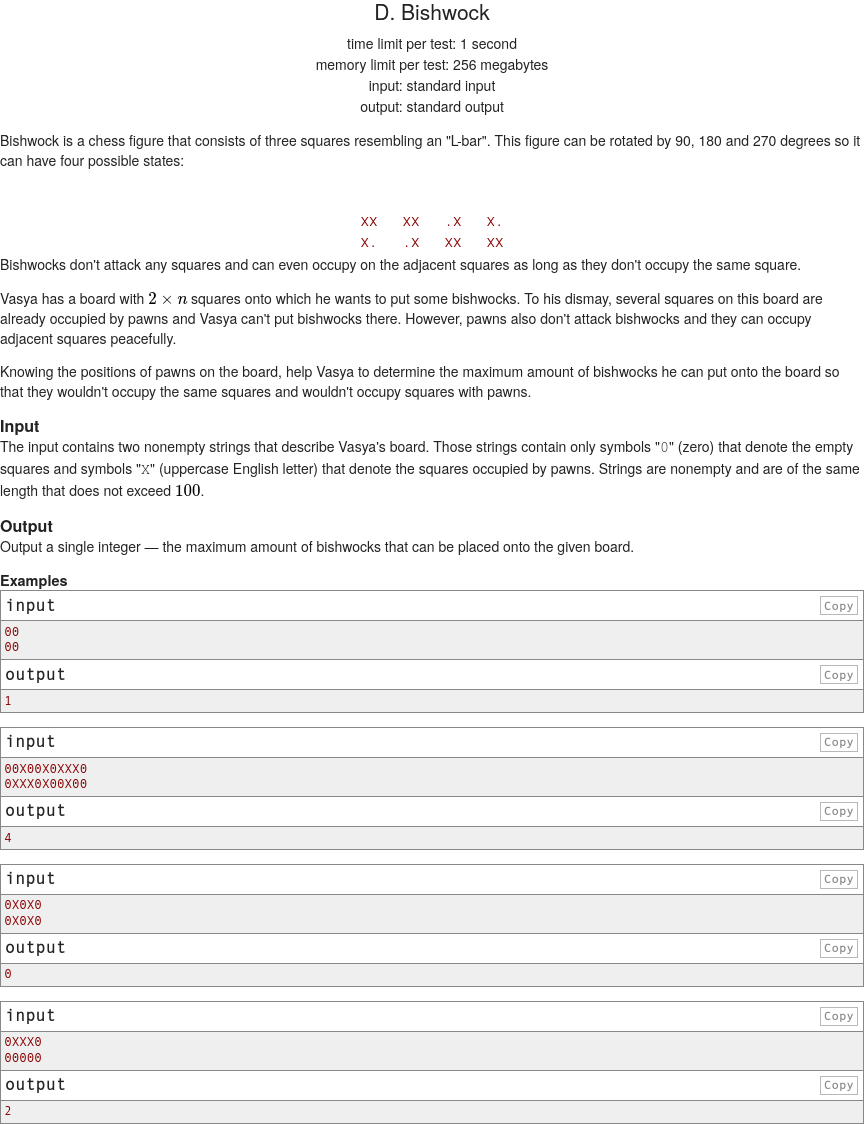 D. Bishwock
time limit per test: 1 second
memory limit per test: 256 megabytes
input: standard input
output: standard output
Bishwock is a chess figure that consists of three squares resembling an "L-bar". This figure can be rotated by 90, 180 and 270 degrees so it
can have four possible states:
XX XX .X X.
X. .X XX XX
Bishwocks don't attack any squares and can even occupy on the adjacent squares as long as they don't occupy the same square.
Vasya has a board with 2 × n squares onto which he wants to put some bishwocks. To his dismay, several squares on this board are
already occupied by pawns and Vasya can't put bishwocks there. However, pawns also don't attack bishwocks and they can occupy
adjacent squares peacefully.
Knowing the positions of pawns on the board, help Vasya to determine the maximum amount of bishwocks he can put onto the board so
that they wouldn't occupy the same squares and wouldn't occupy squares with pawns.
Input
The input contains two nonempty strings that describe Vasya's board. Those strings contain only symbols "0" (zero) that denote the empty
squares and symbols "X" (uppercase English letter) that denote the squares occupied by pawns. Strings are nonempty and are of the same
length that does not exceed 100.
Output
Output a single integer — the maximum amount of bishwocks that can be placed onto the given board.
Examples
input Copy
00
00
output Copy
1
input Copy
00X00X0XXX0
0XXX0X00X00
output Copy
4
input Copy
0X0X0
0X0X0
output Copy
0
input Copy
0XXX0
00000
output Copy
2